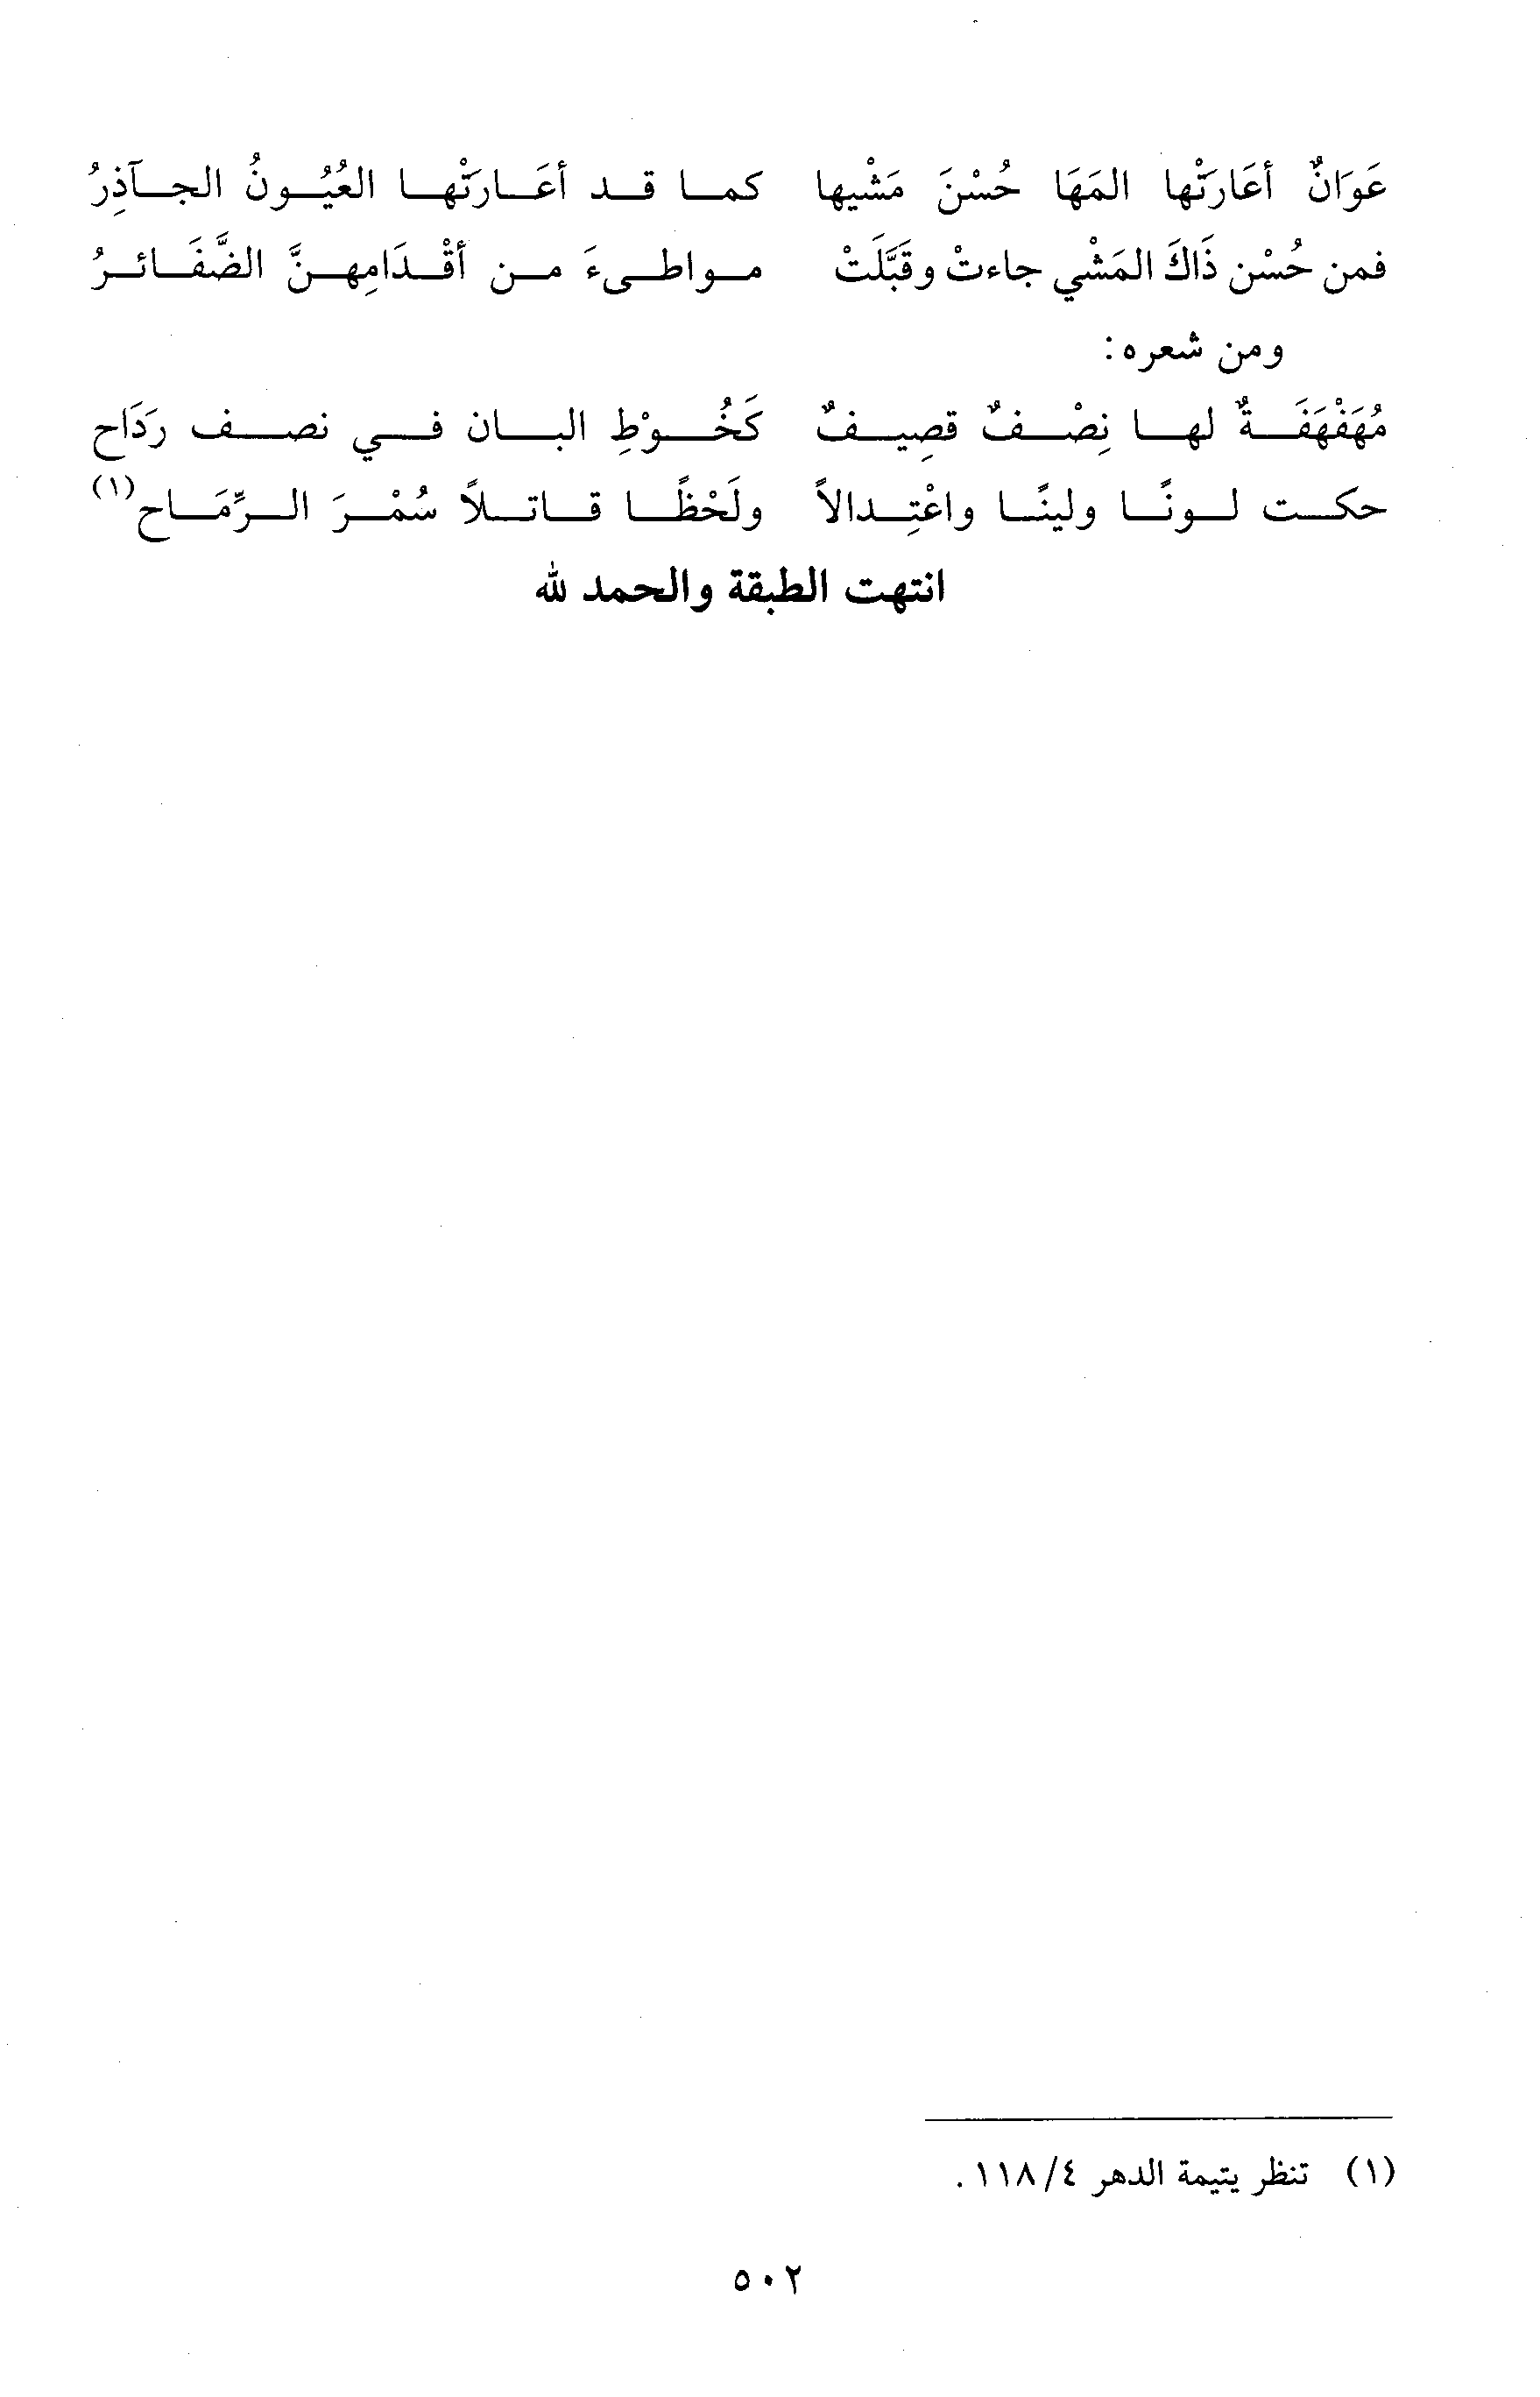 عَوَانٌ أعَارَتْها المَهَا حُسْنَ مَشْيها كما قد أعَارَتْها العُيُونُ الجآذِرُ
فمن حُسْن ذَاكَ المَشْي جاءتْ وقَبَّلَتْ مواطىءَ من أقْدَامِهنَّ الضَّفَائرُ
ومن شعره:
مُهَفْهَفَةٌ لها نِصْفٌ قصِيفٌ كَخُوْطِ البان في نصف رَدَاح
حكت لونًا ولينًا واعْتِدالاً ولَحْظًا قاتلاً سُمْرَ الرِّمَاح(١)
انتهت الطبقة والحمد لله
(١) تنظر يتيمة الدهر ٤/١١٨.
٥٠٢